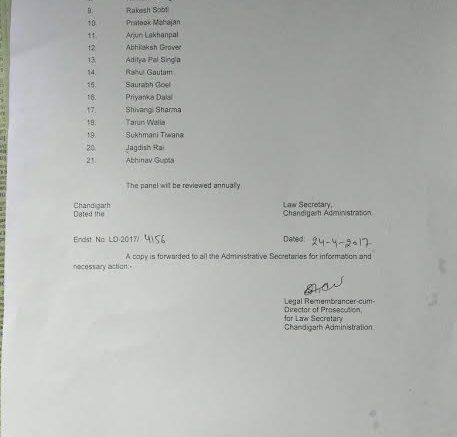 9. Rakesh Sobti
10. Prateek Mahajan
11. Arjun Lakhanpal
12 Abhilaksh Grover
13. Aditya Pal Singla
14. Rahul Gautam
15. Saurabh Goel
16. Priyanka Dalal
17. Shivangi Sharma
18. Tarun Walia
19. Sukhmani Tiwana
20. Jagdish Rai
21. Abhinav Gupta
The panel will be reviewed annually
Chandigarh Law Secretary,
Dated the Chandigarh Administration
Endst. No. LD-2017/ 4156 Dated: 24-4-2017
A copy is forwarded to all the Administrative Secretaries for information and
necessary action:-
Legal Remembrancer-cum-
Director of Prosecution,
for Law Secretary
Chandigarh Administration.